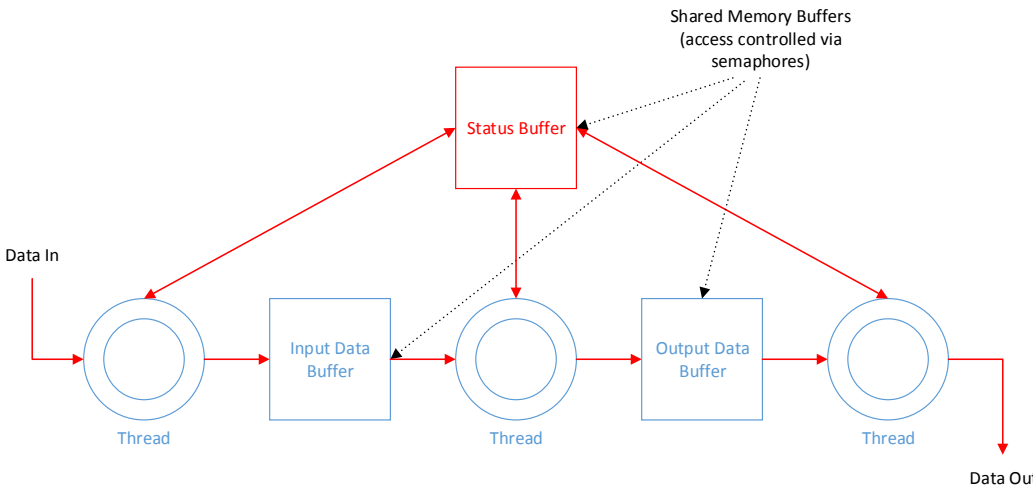 Shared Memory Buffers
(access controlled via
semaphores)
Status Buffer
Data In
Input Data
Buffer
Output Data
Buffer
Thread
Thread
Thread
Data Out